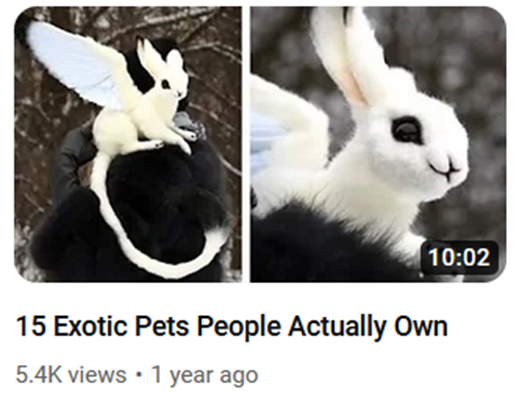 10:02
15 Exotic Pets People Actually Own
5.4K views • 1 year ago